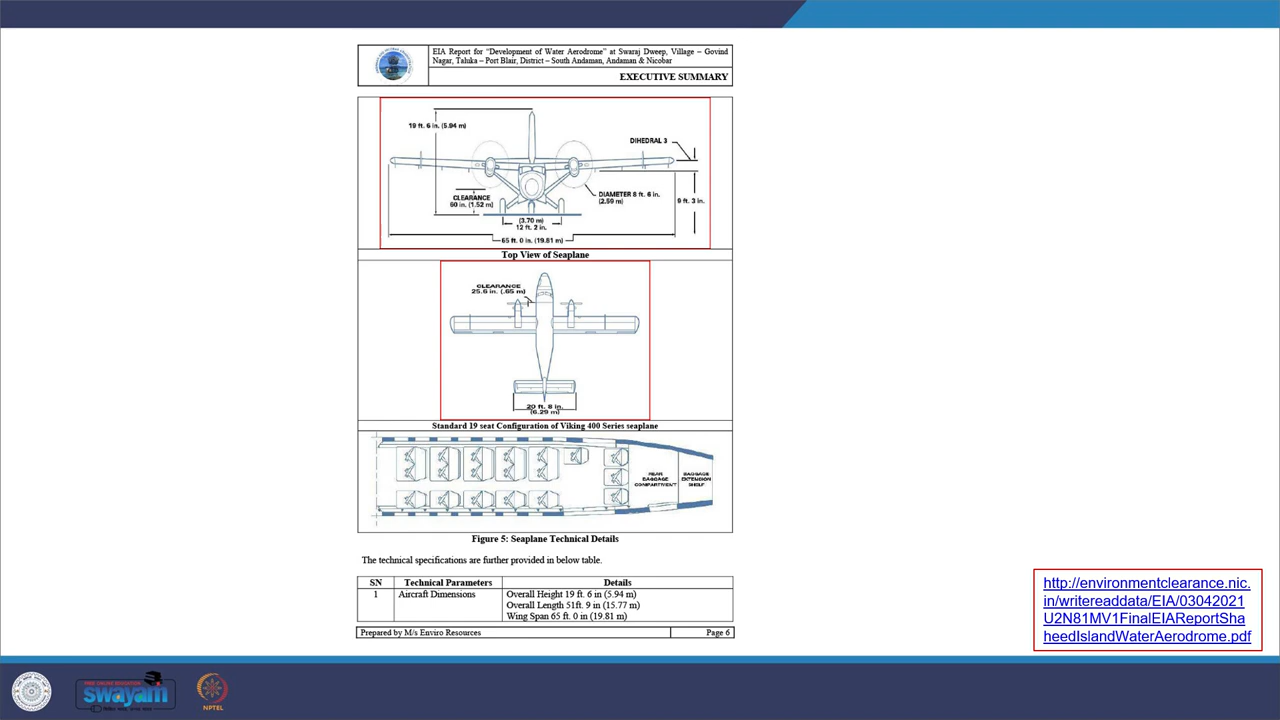 EIA Report for “Development of Water Aerodrome” at Swaraj Dweep, Village – Govind
Nagar, Taluka – Port Blair, District – South Andaman, Andaman & Nicobar
EXECUTIVE SUMMARY
19 ft. 6 in. (5.94 m)
DIHEDRAL 3
CLEARANCE
60 in. (1.52 m)
DIAMETER 8 ft. 6 in.
(2.59 m)
9 ft. 3 in.
(3.70 m)
12 ft. 2 in.
65 ft. 0 in. (19.81 m)
Top View of Seaplane
CLEARANCE
25.6 in. (.65 m)
20 ft. 8 in.
(6.29 m)
Standard 19 seat Configuration of Viking 400 Series seaplane
REAR
BAGGAGE
COMPARTMENT
BAGGAGE
EXTENSION
SHELF
Figure 5: Seaplane Technical Details
The technical specifications are further provided in below table.
SN Technical Parameters Details
1 Aircraft Dimensions Overall Height 19 ft. 6 in (5.94 m)
Overall Length 51ft. 9 in (15.77 m)
Wing Span 65 ft. 0 in (19.81 m)
Prepared by M/s Enviro Resources Page 6
http://environmentclearance.nic.
in/writereaddata/EIA/03042021
U2N81MV1FinalEIAReportSha
heedIslandWaterAerodrome.pdf
swayam
NPTEL